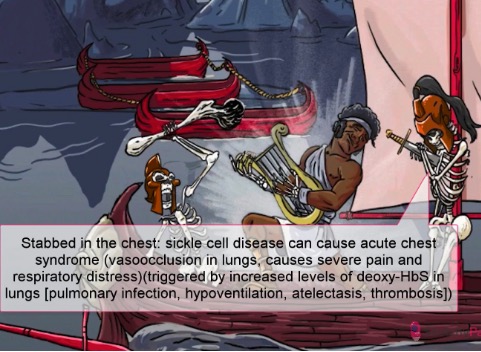 Stabbed in the chest: sickle cell disease can cause acute chest
syndrome (vasoocclusion in lungs, causes severe pain and
respiratory distress)(triggered by increased levels of deoxy-HbS in
lungs [pulmonary infection, hypoventilation, atelectasis, thrombosis])